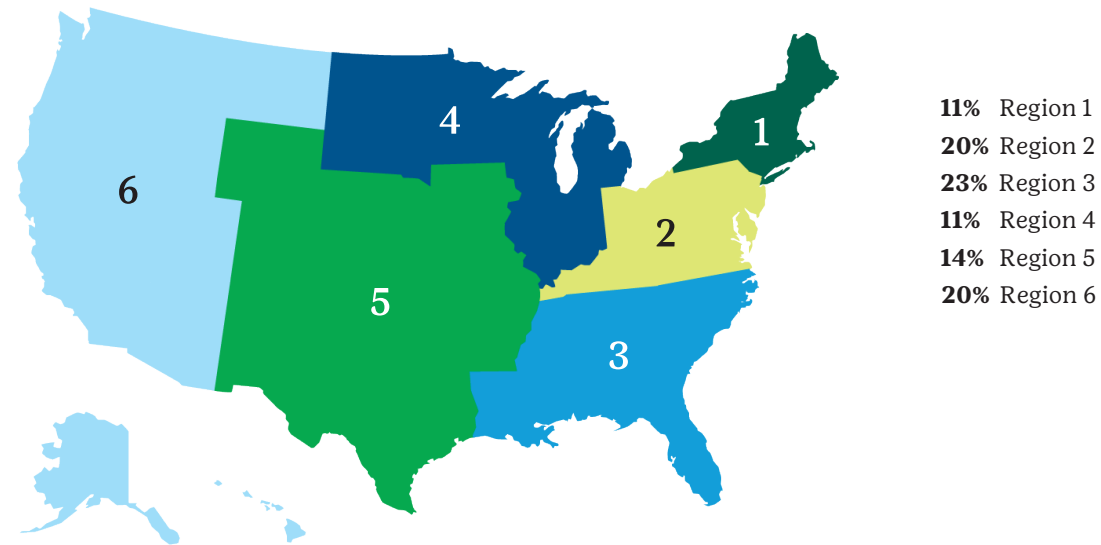 1
4
6
2
5
3
11% Region 1
20% Region 2
23% Region 3
11% Region 4
14% Region 5
20% Region 6